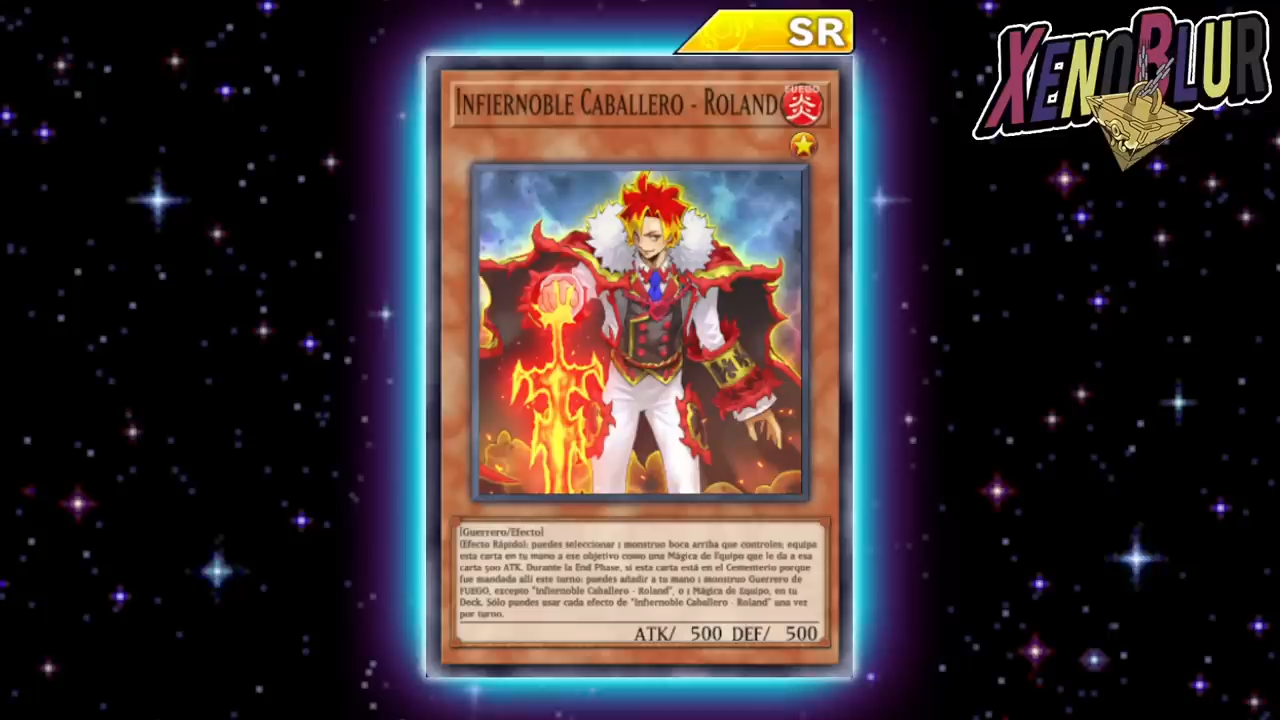 SR
XENOBLUR
INFIERNOBLE CABALLERO - ROLAND
FUEGO
炎
[Guerrero/Efecto]
(Efecto Rápido): puedes seleccionar 1 monstruo boca arriba que controles; equipa
esta carta en tu mano a ese objetivo como una Mágica de Equipo que le da a esa
carta 500 ATK. Durante la End Phase, si esta carta está en el Cementerio porque
fue mandada allí este turno: puedes añadir a tu mano 1 monstruo Guerrero de
FUEGO, excepto "Infiernoble Caballero - Roland", o 1 Mágica de Equipo, en tu
Deck. Sólo puedes usar cada efecto de "Infiernoble Caballero - Roland" una vez
por turno.
ATK/ 500 DEF/ 500